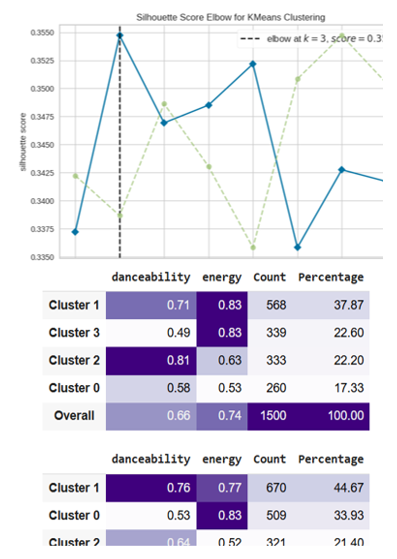 Silhouette Score Elbow for KMeans Clustering
elbow at k = 3, score = 0.3
silhouette score
0.3550
0.3525
0.3500
0.3475
0.3450
0.3425
0.3400
0.3375
0.3350
danceability energy Count Percentage
Cluster 1 0.71 0.83 568 37.87
Cluster 3 0.49 0.83 339 22.60
Cluster 2 0.81 0.63 333 22.20
Cluster 0 0.58 0.53 260 17.33
Overall 0.66 0.74 1500 100.00
danceability energy Count Percentage
Cluster 1 0.76 0.77 670 44.67
Cluster 0 0.53 0.83 509 33.93
Cluster 2 0.64 0.52 321 21.40